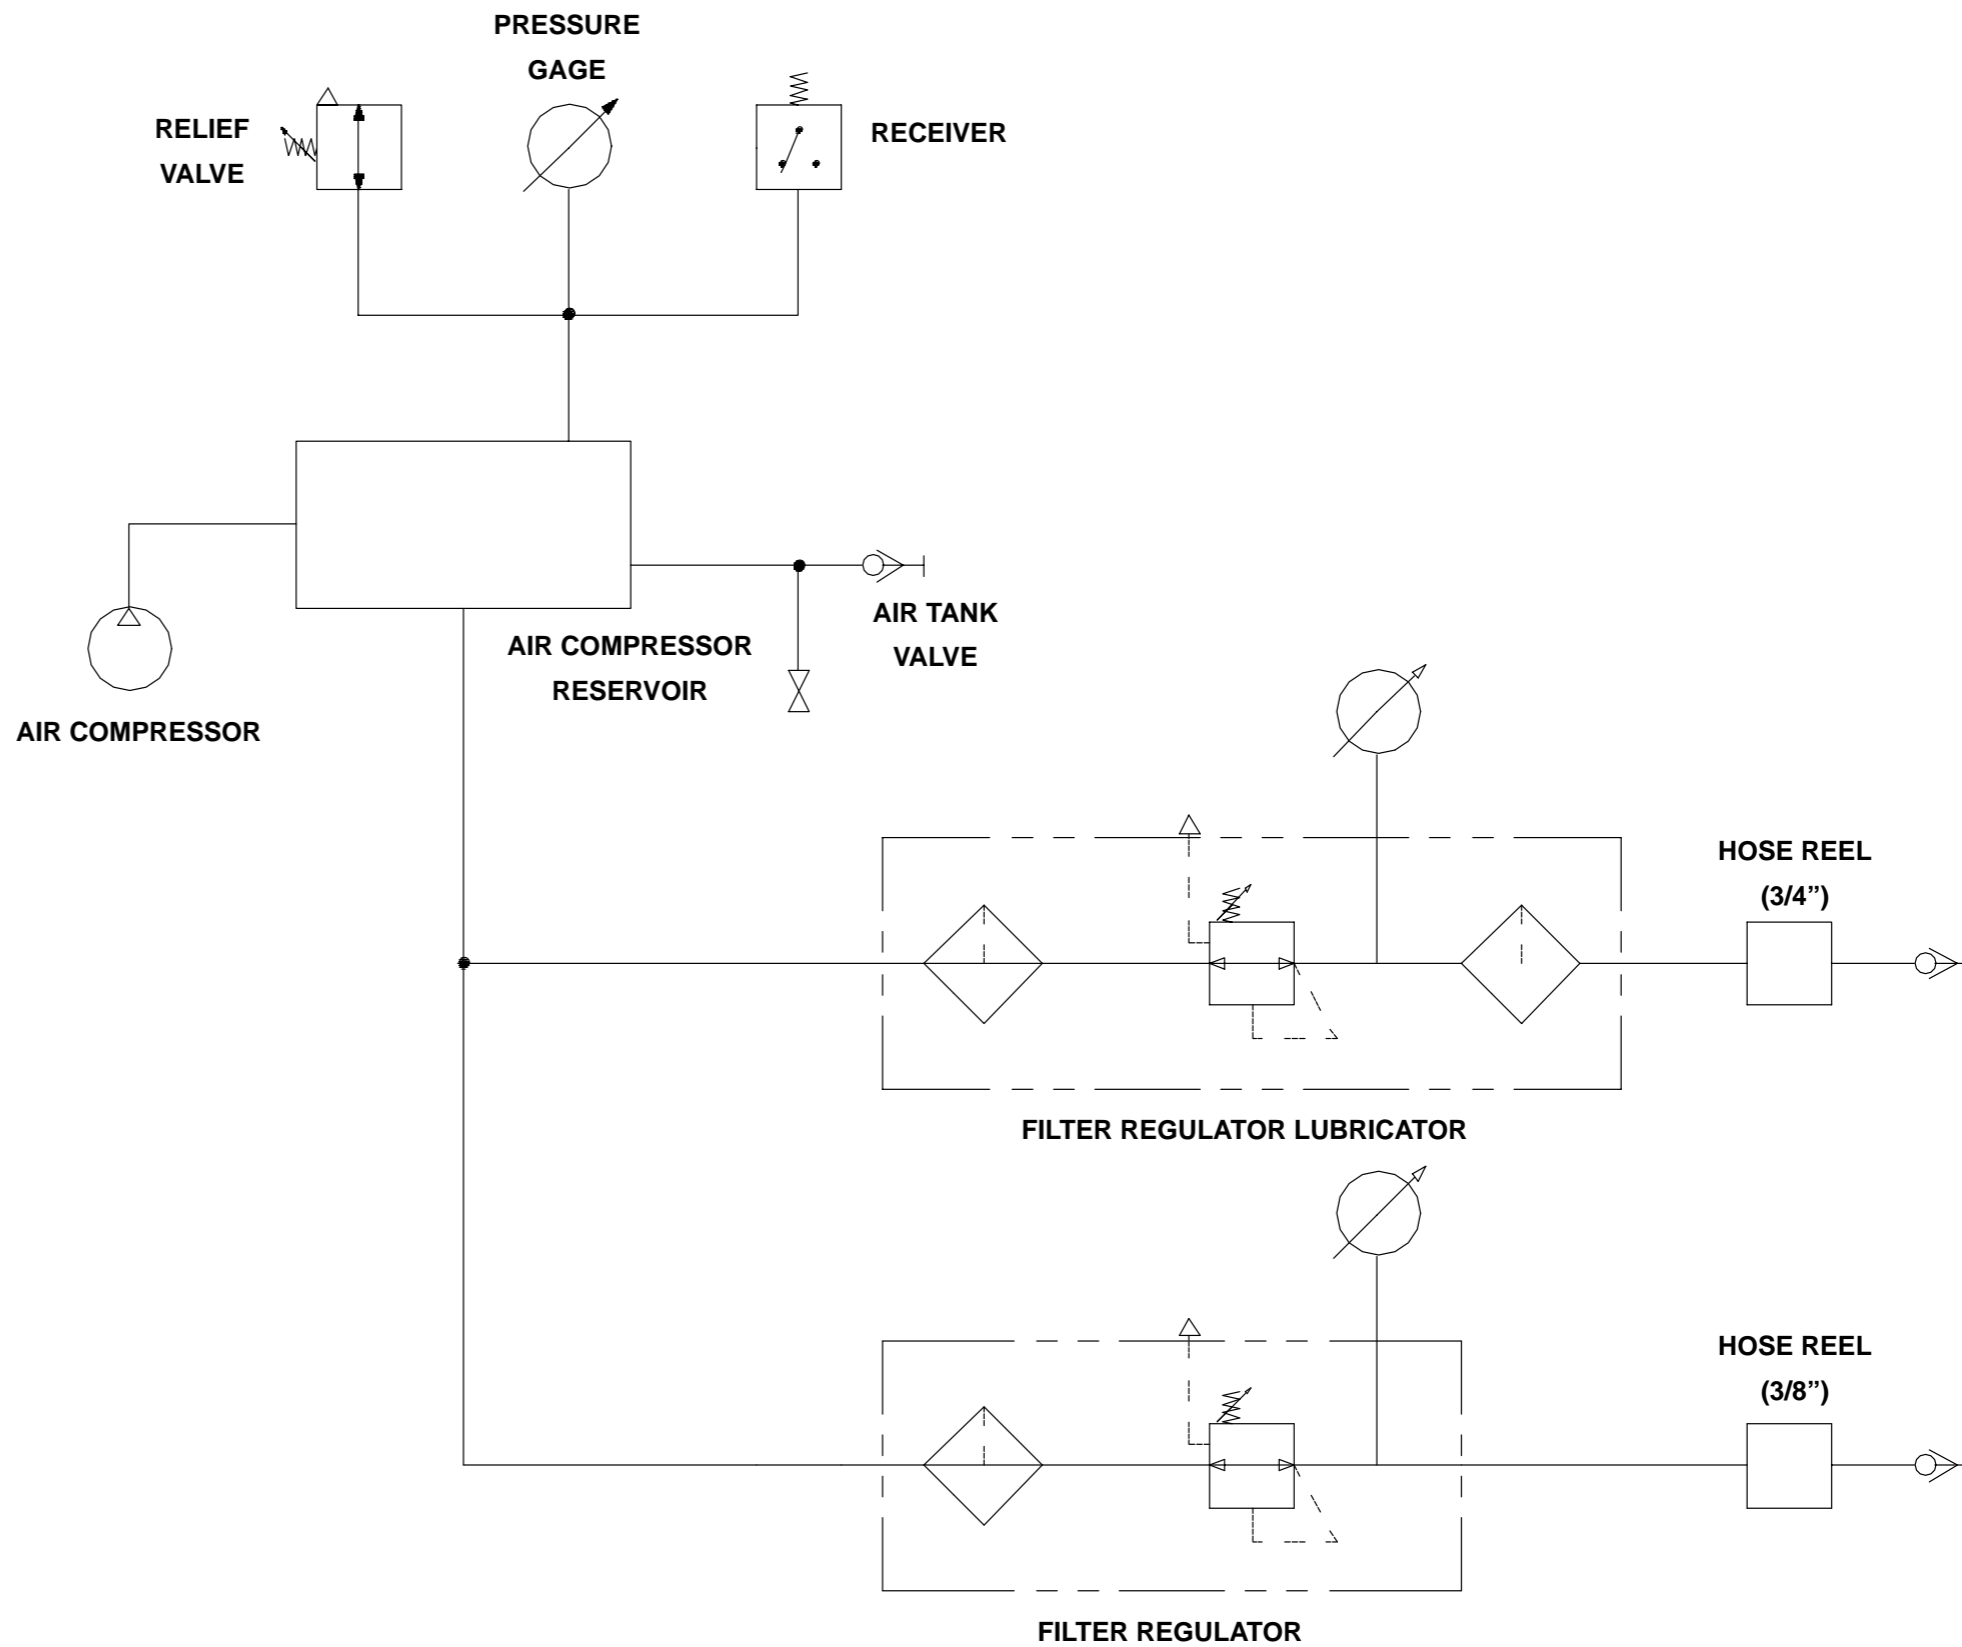 PRESSURE
GAGE
RELIEF
VALVE
RECEIVER
AIR TANK
VALVE
AIR COMPRESSOR
RESERVOIR
AIR COMPRESSOR
HOSE REEL
(3/4”)
FILTER REGULATOR LUBRICATOR
HOSE REEL
(3/8”)
FILTER REGULATOR